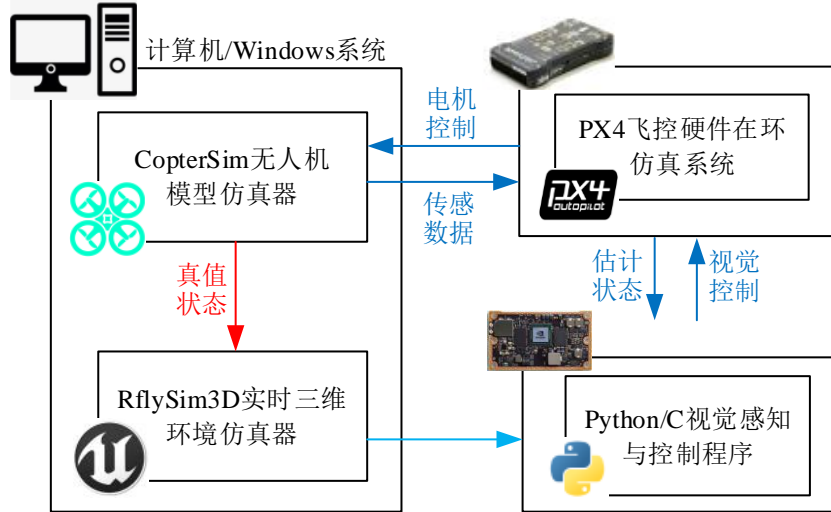 计算机/Windows系统
电机
控制
CopterSim无人机
模型仿真器
传感
数据
PX4飞控硬件在环
仿真系统
px4
autopilot
真值
状态
估计
状态
视觉
控制
RflySim3D实时三维
环境仿真器
Python/C视觉感知
与控制程序